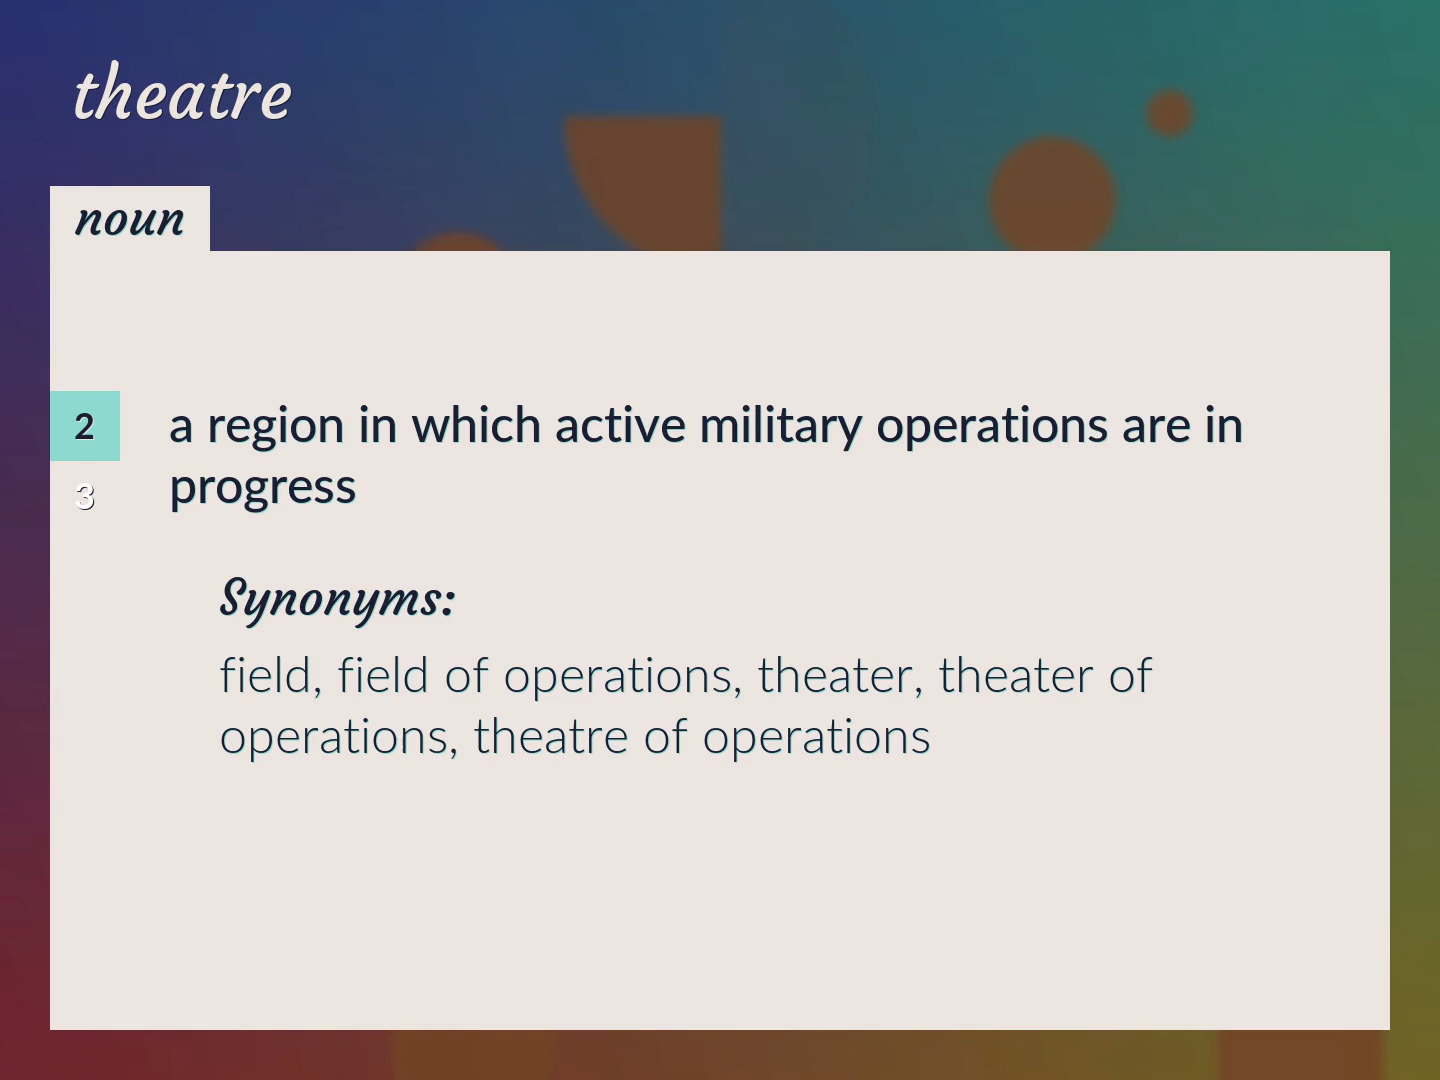 theatre
noun
2
a region in which active military operations are in
progress
3
Synonyms:
field, field of operations, theater, theater of
operations, theatre of operations